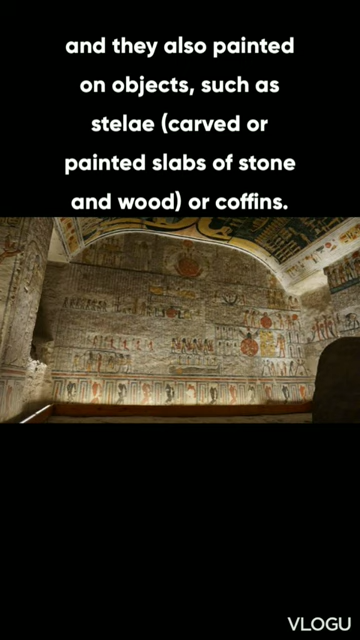 and they also painted
on objects, such as
stelae (carved or
painted slabs of stone
and wood) or coffins.
VLOGU